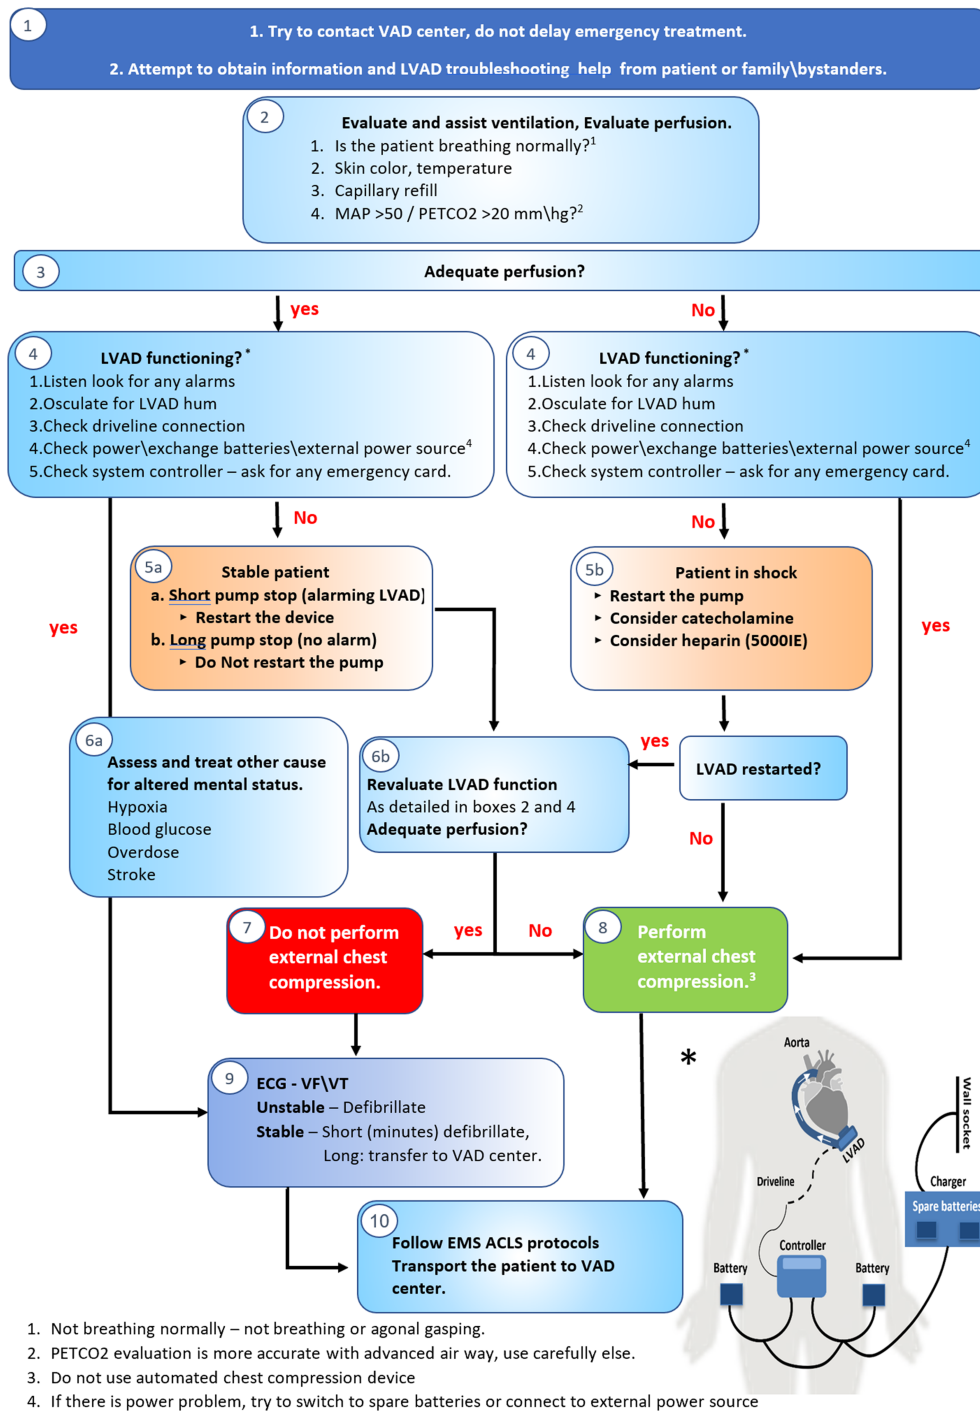 1
1. Try to contact VAD center, do not delay emergency treatment.
2. Attempt to obtain information and LVAD troubleshooting help from patient or family\bystanders.
2
Evaluate and assist ventilation, Evaluate perfusion.
1. Is the patient breathing normally?1
2. Skin color, temperature
3. Capillary refill
4. MAP >50 / PETCO2 >20 mm\hg?2
3
Adequate perfusion?
yes
No
4
LVAD functioning?*
1.Listen look for any alarms
2.Osculate for LVAD hum
3.Check driveline connection
4.Check power\exchange batteries\external power source4
5.Check system controller – ask for any emergency card.
4
LVAD functioning?*
1.Listen look for any alarms
2.Osculate for LVAD hum
3.Check driveline connection
4.Check power\exchange batteries\external power source4
5.Check system controller – ask for any emergency card.
No
No
yes
yes
5a
Stable patient
a. Short pump stop (alarming LVAD)
‣ Restart the device
b. Long pump stop (no alarm)
‣ Do Not restart the pump
5b
Patient in shock
‣ Restart the pump
‣ Consider catecholamine
‣ Consider heparin (5000IE)
6a
Assess and treat other cause
for altered mental status.
Hypoxia
Blood glucose
Overdose
Stroke
6b
Revaluate LVAD function
As detailed in boxes 2 and 4
Adequate perfusion?
yes
LVAD restarted?
No
7
Do not perform
external chest
compression.
yes
No
8
Perform
external chest
compression.3
9
ECG - VF\VT
Unstable – Defibrillate
Stable – Short (minutes) defibrillate,
Long: transfer to VAD center.
10
Follow EMS ACLS protocols
Transport the patient to VAD
center.
*
Aorta
LVAD
Driveline
Controller
Battery
Battery
Wall socket
Charger
Spare batteries
1. Not breathing normally – not breathing or agonal gasping.
2. PETCO2 evaluation is more accurate with advanced air way, use carefully else.
3. Do not use automated chest compression device
4. If there is power problem, try to switch to spare batteries or connect to external power source